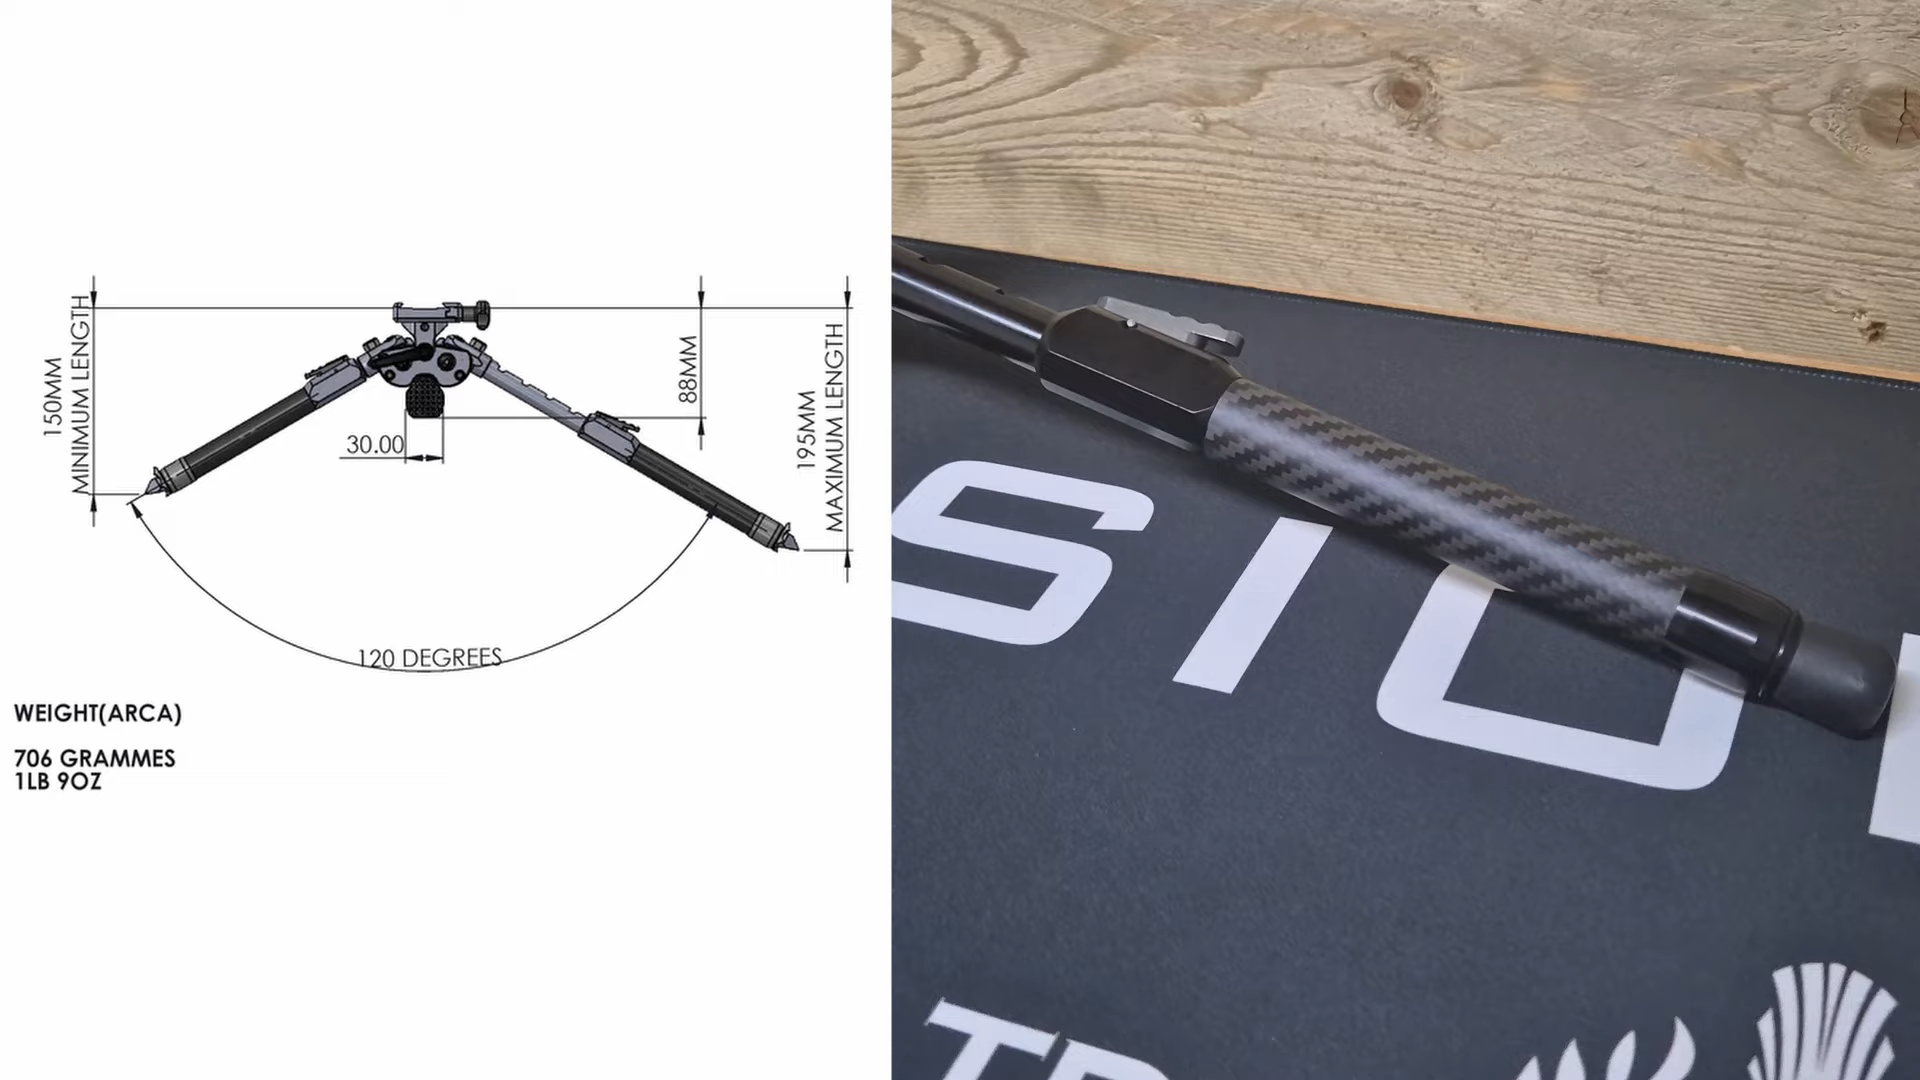 150MM
MINIMUM LENGTH
30.00
88MM
195MM
MAXIMUM LENGTH
120 DEGREES
WEIGHT(ARCA)
706 GRAMMES
1LB 9OZ
SIO